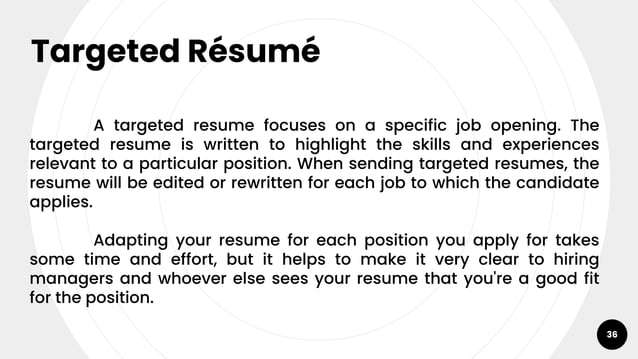 Targeted Résumé
A targeted resume focuses on a specific job opening. The
targeted resume is written to highlight the skills and experiences
relevant to a particular position. When sending targeted resumes, the
resume will be edited or rewritten for each job to which the candidate
applies.
Adapting your resume for each position you apply for takes
some time and effort, but it helps to make it very clear to hiring
managers and whoever else sees your resume that you're a good fit
for the position.
36